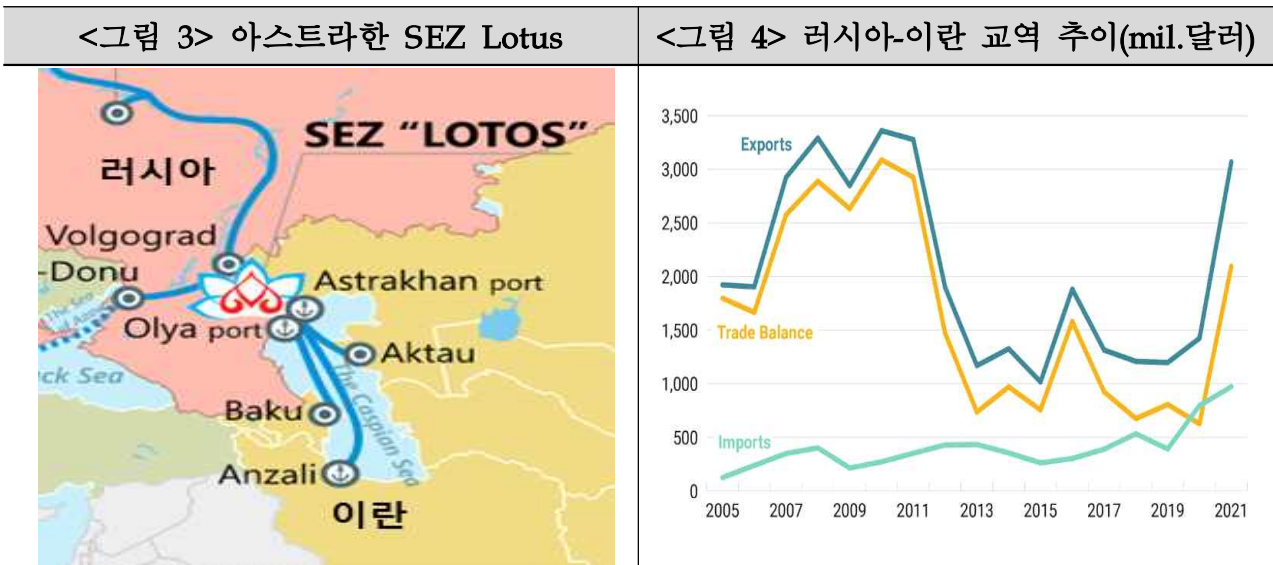 <그림 3> 아스트라한 SEZ Lotus
SEZ "LOTOS"
러시아
Volgograd
-Donu
Astrakhan port
Olya port
Aktau
ck Sea
The Caspian Sea
Baku
Anzali
이란
<그림 4> 러시아-이란 교역 추이(mil.달러)
3,500
3,000
2,500
2,000
1,500
1,000
500
0
Exports
Trade Balance
Imports
2005 2007 2009 2011 2013 2015 2017 2019 2021